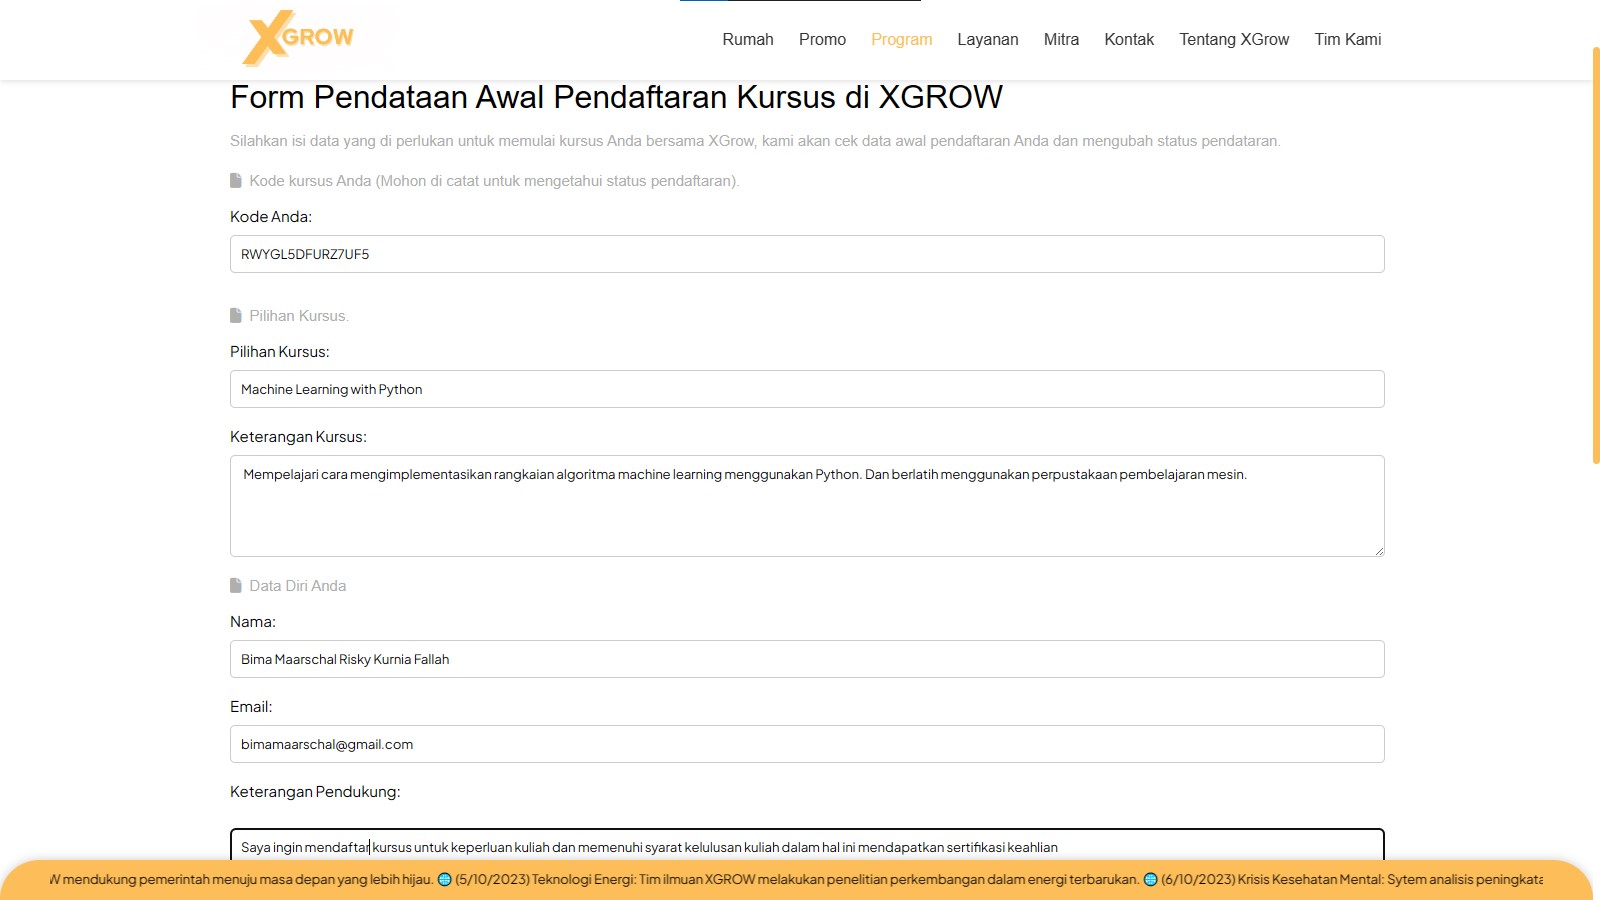 XGROW
Rumah Promo Program Layanan Mitra Kontak Tentang XGrow Tim Kami
Form Pendataan Awal Pendaftaran Kursus di XGROW
Silahkan isi data yang di perlukan untuk memulai kursus Anda bersama XGrow, kami akan cek data awal pendaftaran Anda dan mengubah status pendataran.
Kode kursus Anda (Mohon di catat untuk mengetahui status pendaftaran).
Kode Anda:
RWYGL5DFURZ7UF5
Pilihan Kursus.
Pilihan Kursus:
Machine Learning with Python
Keterangan Kursus:
Mempelajari cara mengimplementasikan rangkaian algoritma machine learning menggunakan Python. Dan berlatih menggunakan perpustakaan pembelajaran mesin.
Data Diri Anda
Nama:
Bima Maarschal Risky Kurnia Fallah
Email:
bimamaarschal@gmail.com
Keterangan Pendukung:
Saya ingin mendaftar kursus untuk keperluan kuliah dan memenuhi syarat kelulusan kuliah dalam hal ini mendapatkan sertifikasi keahlian
W mendukung pemerintah menuju masa depan yang lebih hijau. 🌐 (5/10/2023) Teknologi Energi: Tim ilmuan XGROW melakukan penelitian perkembangan dalam energi terbarukan. 🌐 (6/10/2023) Krisis Kesehatan Mental: Sytem analisis peningkata